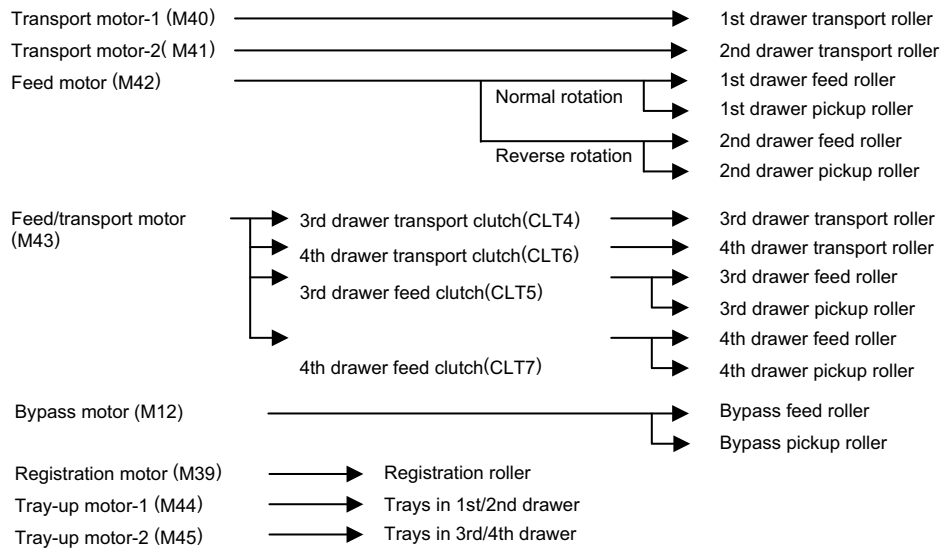 Transport motor-1 (M40) 1st drawer transport roller
Transport motor-2( M41) 2nd drawer transport roller
Feed motor (M42) 1st drawer feed roller
Normal rotation
1st drawer pickup roller
2nd drawer feed roller
Reverse rotation
2nd drawer pickup roller
Feed/transport motor
(M43)
3rd drawer transport clutch(CLT4) 3rd drawer transport roller
4th drawer transport clutch(CLT6) 4th drawer transport roller
3rd drawer feed clutch(CLT5) 3rd drawer feed roller
3rd drawer pickup roller
4th drawer feed roller
4th drawer feed clutch(CLT7) 4th drawer pickup roller
Bypass motor (M12) Bypass feed roller
Bypass pickup roller
Registration motor (M39) Registration roller
Tray-up motor-1 (M44) Trays in 1st/2nd drawer
Tray-up motor-2 (M45) Trays in 3rd/4th drawer